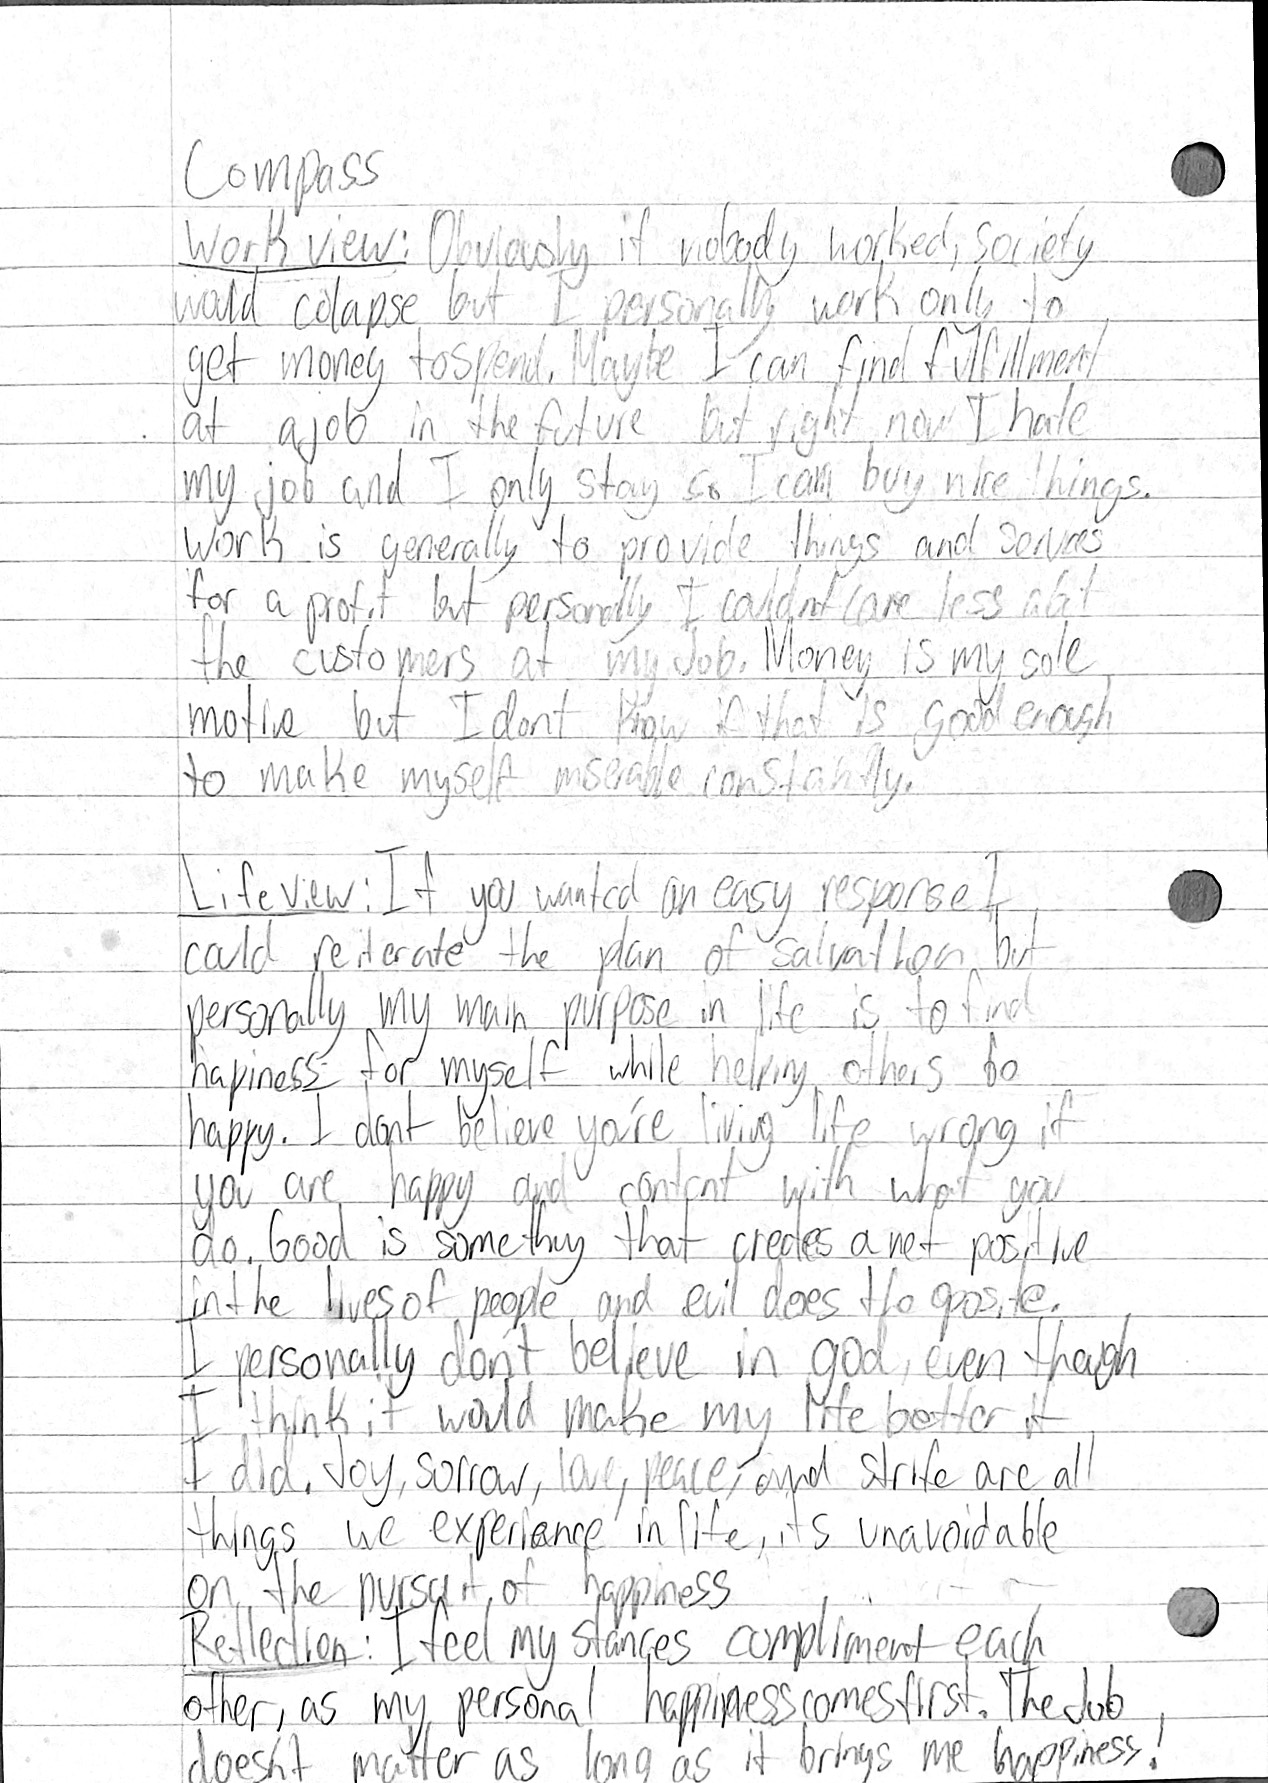 Compass
Work view: Obviously if nobody worked, society
would colapse but I personally work only to
get money to spend. Maybe I can find fulfillment
at a job in the future but right now I hate
my job and I only stay so I can buy nice things.
Work is generally to provide things and services
for a profit but personally I could not care less abt
the customers at my Job. Money is my sole
motive but I dont know if that is good enough
to make myself miserable constantly.
Life view: If you wanted an easy response I
could reiterate the plan of salvation but
personally my main purpose in life is to find
hapiness for myself while helping others to
happy. I dont believe you're living life wrong if
you are happy and content with what you
do. Good is something that creates a net positive
in the lives of people and evil does the oposite.
I personally don't believe in god, even though
I think it would make my life better if
I did. Joy, sorrow, love, peace, and strife are all
things we experience in life, its unavoidable
on the pursuit of happiness
Reflection: I feel my stances compliment each
other, as my personal happiness comes first. The Job
doesn't matter as long as it brings me happiness!